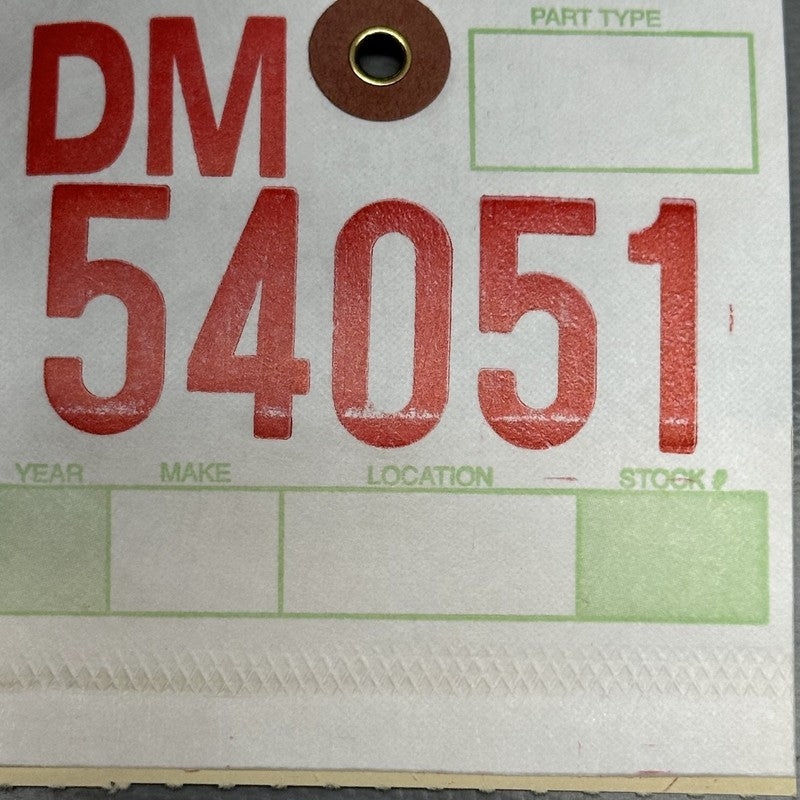 PART TYPE
DM
54051
YEAR MAKE LOCATION STOCK #